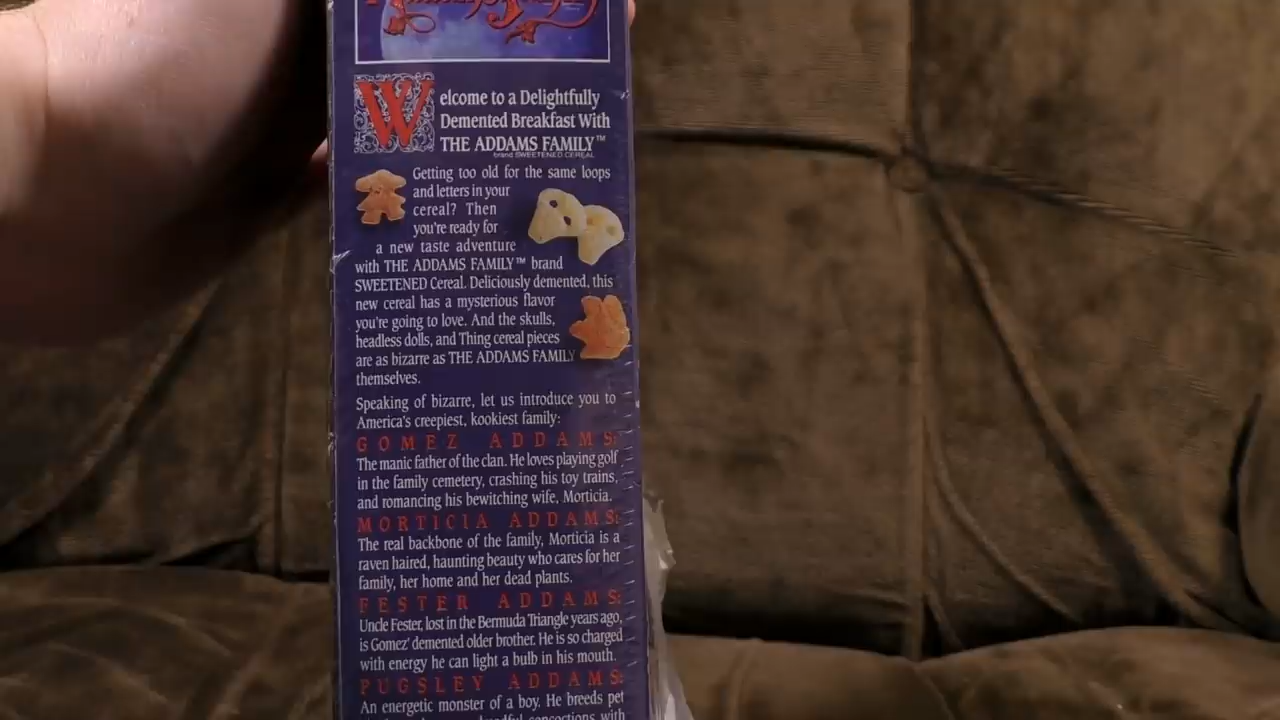 Welcome to a Delightfully
Demented Breakfast With
THE ADDAMS FAMILY™
brand SWEETENED CEREAL
Getting too old for the same loops
and letters in your
cereal? Then
you're ready for
a new taste adventure
with THE ADDAMS FAMILY™ brand
SWEETENED Cereal. Deliciously demented, this
new cereal has a mysterious flavor
you're going to love. And the skulls,
headless dolls, and Thing cereal pieces
are as bizarre as THE ADDAMS FAMILY
themselves.
Speaking of bizarre, let us introduce you to
America's creepiest, kookiest family:
GOMEZ ADDAMS:
The manic father of the clan. He loves playing golf
in the family cemetery, crashing his toy trains,
and romancing his bewitching wife, Morticia.
MORTICIA ADDAMS:
The real backbone of the family, Morticia is a
raven haired, haunting beauty who cares for her
family, her home and her dead plants.
FESTER ADDAMS:
Uncle Fester, lost in the Bermuda Triangle years ago,
is Gomez' demented older brother. He is so charged
with energy he can light a bulb in his mouth.
PUGSLEY ADDAMS:
An energetic monster of a boy. He breeds pet
concoctions with